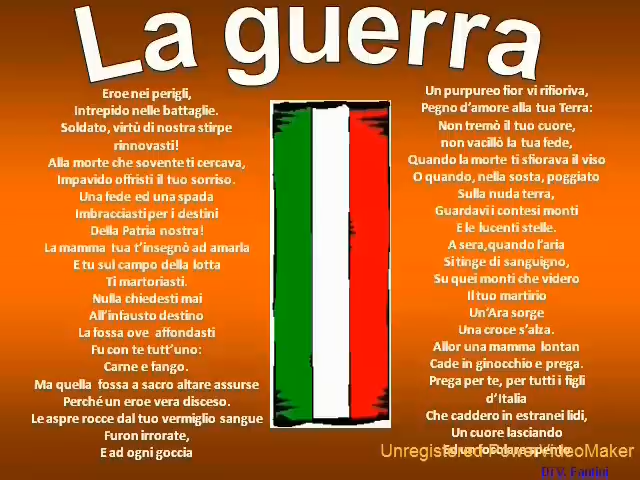 La guerra
Eroe nei perigli,
Intrepido nelle battaglie.
Soldato, virtù di nostra stirpe
rinnovasti!
Alla morte che sovente ti cercava,
Impavido offristi il tuo sorriso.
Una fede ed una spada
Imbracciasti per i destini
Della Patria nostra!
La mamma tua t'insegnò ad amarla
E tu sul campo della lotta
Ti martoriasti.
Nulla chiedesti mai
All'infausto destino
La fossa ove affondasti
Fu con te tutt'uno:
Carne e fango.
Ma quella fossa a sacro altare assurse
Perché un eroe vera disceso.
Le aspre rocce dal tuo vermiglio sangue
Furon irrorate,
E ad ogni goccia
Un purpureo fior vi rifioriva,
Pegno d'amore alla tua Terra:
Non tremò il tuo cuore,
non vacillò la tua fede,
Quando la morte ti sfiorava il viso
O quando, nella sosta, poggiato
Sulla nuda terra,
Guardavi i contesi monti
E le lucenti stelle.
A sera,quando l'aria
Si tinge di sanguigno,
Su quei monti che videro
Il tuo martirio
Un'Ara sorge
Una croce s'alza.
Allor una mamma lontan
Cade in ginocchio e prega.
Prega per te, per tutti i figli
d'Italia
Che caddero in estranei lidi,
Un cuore lasciando
Ed un focolare spento
Unregistered PowerVideoMaker
Di V. Fantini